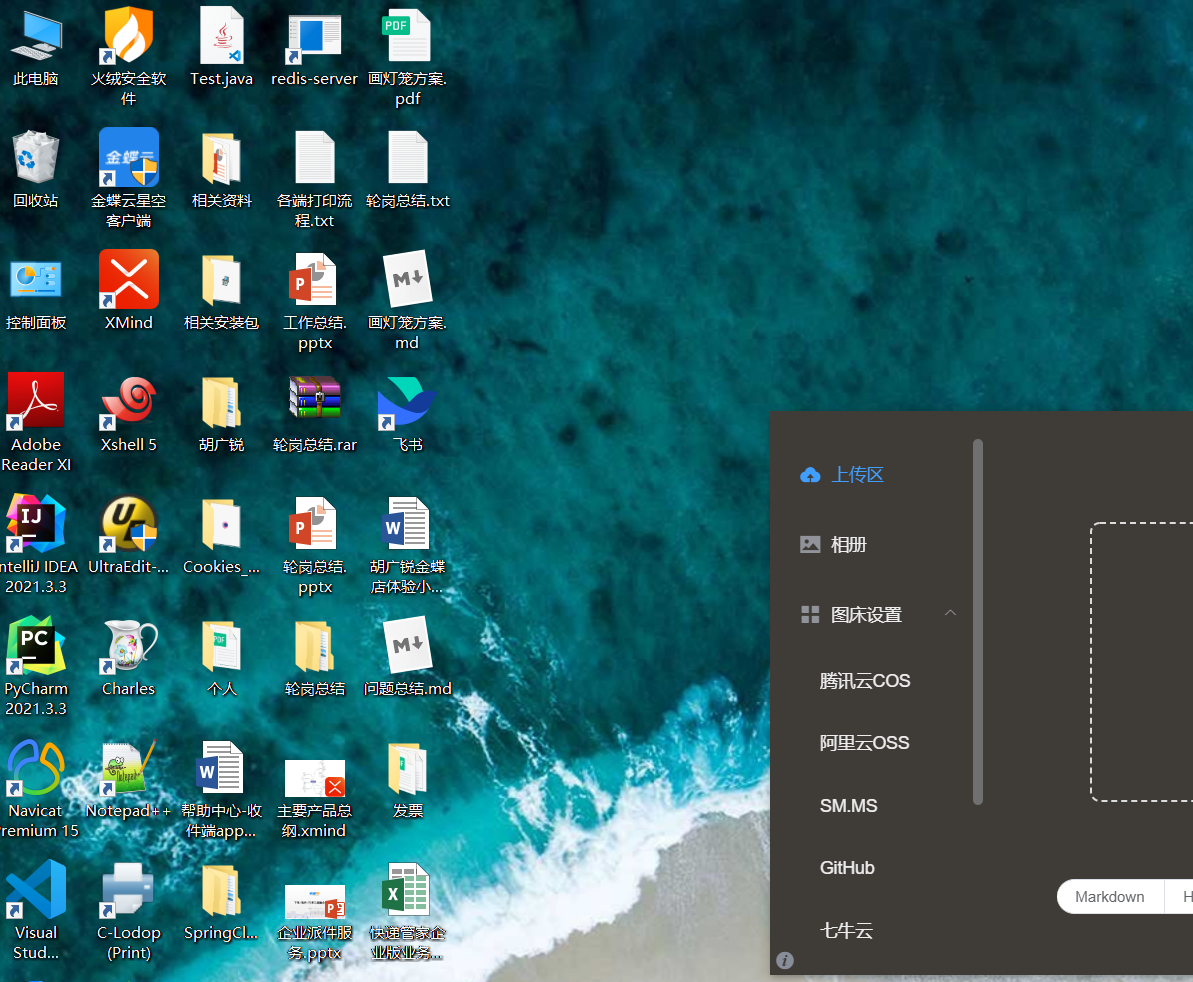 此电脑
火绒安全软
件
Test.java
redis-server
PDF
画灯笼方案.
pdf
回收站
金蝶云
金蝶云星空
客户端
相关资料
各端打印流
程.txt
轮岗总结.txt
控制面板
XMind
相关安装包
P
工作总结.
pptx
M
画灯笼方案.
md
Adobe
Reader XI
Xshell 5
胡广锐
轮岗总结.rar
飞书
IJ
ntelliJ IDEA
2021.3.3
UE
UltraEdit-...
Cookies_...
P
轮岗总结.
pptx
W
胡广锐金蝶
店体验小...
PC
PyCharm
2021.3.3
Charles
PDF
个人
轮岗总结
M
问题总结.md
Navicat
remium 15
Notepad++
W
帮助中心-收
件端app...
主要产品总
纲.xmind
发票
Visual
Stud...
C-Lodop
(Print)
SpringCl...
P
企业派件服
务.pptx
X
快递管家企
业版业务...
上传区
相册
图床设置
腾讯云COS
阿里云OSS
SM.MS
GitHub
七牛云
Markdown
H
i